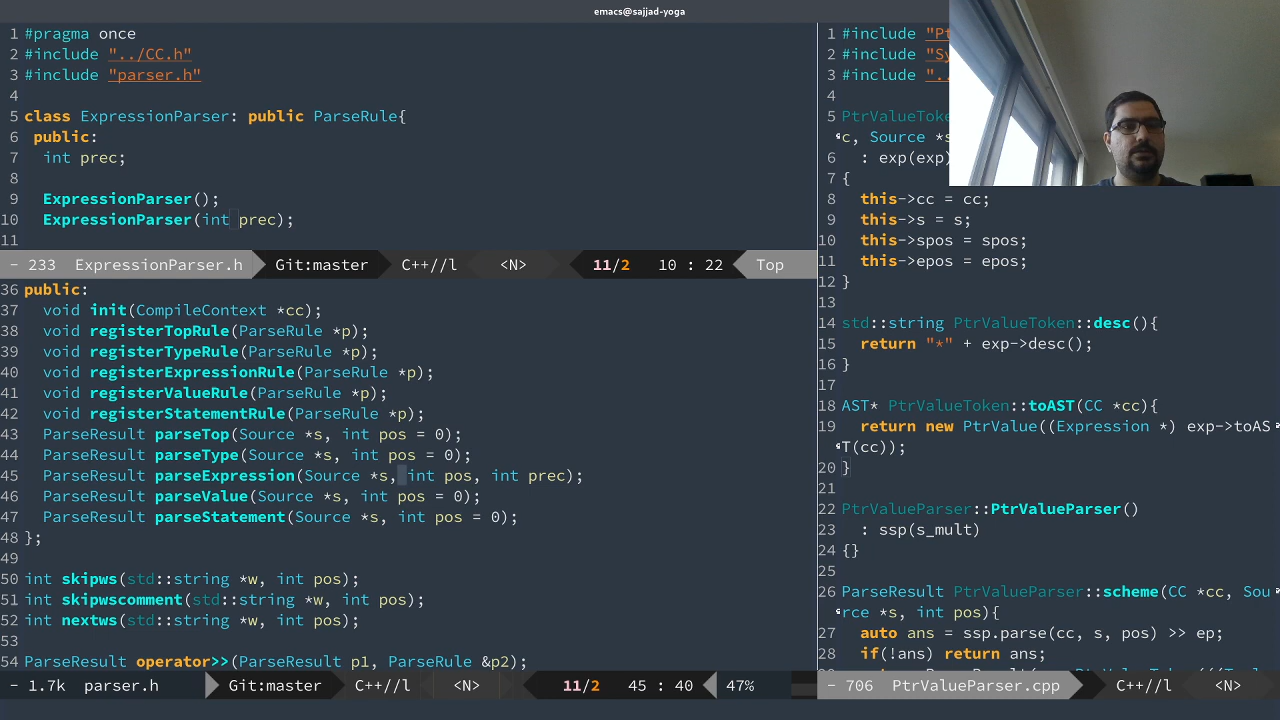 emacs@sajjad-yoga
1 #pragma once
2 #include "../CC.h"
3 #include "parser.h"
4
5 class ExpressionParser: public ParseRule{
6 public:
7 int prec;
8
9 ExpressionParser();
10 ExpressionParser(int prec);
11
- 233 ExpressionParser.h Git:master C++//l <N> 11/2 10 : 22 Top
36 public:
37 void init(CompileContext *cc);
38 void registerTopRule(ParseRule *p);
39 void registerTypeRule(ParseRule *p);
40 void registerExpressionRule(ParseRule *p);
41 void registerValueRule(ParseRule *p);
42 void registerStatementRule(ParseRule *p);
43 ParseResult parseTop(Source *s, int pos = 0);
44 ParseResult parseType(Source *s, int pos = 0);
45 ParseResult parseExpression(Source *s, int pos, int prec);
46 ParseResult parseValue(Source *s, int pos = 0);
47 ParseResult parseStatement(Source *s, int pos = 0);
48 };
49
50 int skipws(std::string *w, int pos);
51 int skipwscomment(std::string *w, int pos);
52 int nextws(std::string *w, int pos);
53
54 ParseResult operator>>(ParseResult p1, ParseRule &p2);
- 1.7k parser.h Git:master C++//l <N> 11/2 45 : 40 47%
1 #include "Pt
2 #include "Sy
3 #include "..
4
5 PtrValueToken
c, Source *s
6 : exp(exp)
7 {
8 this->cc = cc;
9 this->s = s;
10 this->spos = spos;
11 this->epos = epos;
12 }
13
14 std::string PtrValueToken::desc(){
15 return "*" + exp->desc();
16 }
17
18 AST* PtrValueToken::toAST(CC *cc){
19 return new PtrValue((Expression *) exp->toAS
T(cc));
20 }
21
22 PtrValueParser::PtrValueParser()
23 : ssp(s_mult)
24 {}
25
26 ParseResult PtrValueParser::scheme(CC *cc, Sou
rce *s, int pos){
27 auto ans = ssp.parse(cc, s, pos) >> ep;
28 if(!ans) return ans;
- 706 PtrValueParser.cpp C++//l <N>